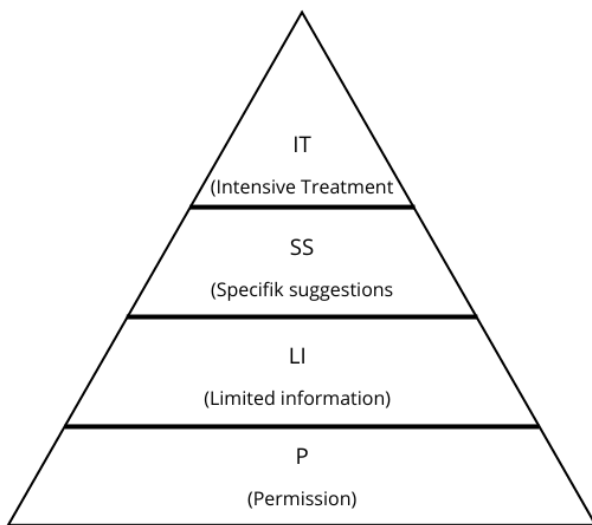 IT
(Intensive Treatment
SS
(Specifik suggestions
LI
(Limited information)
P
(Permission)